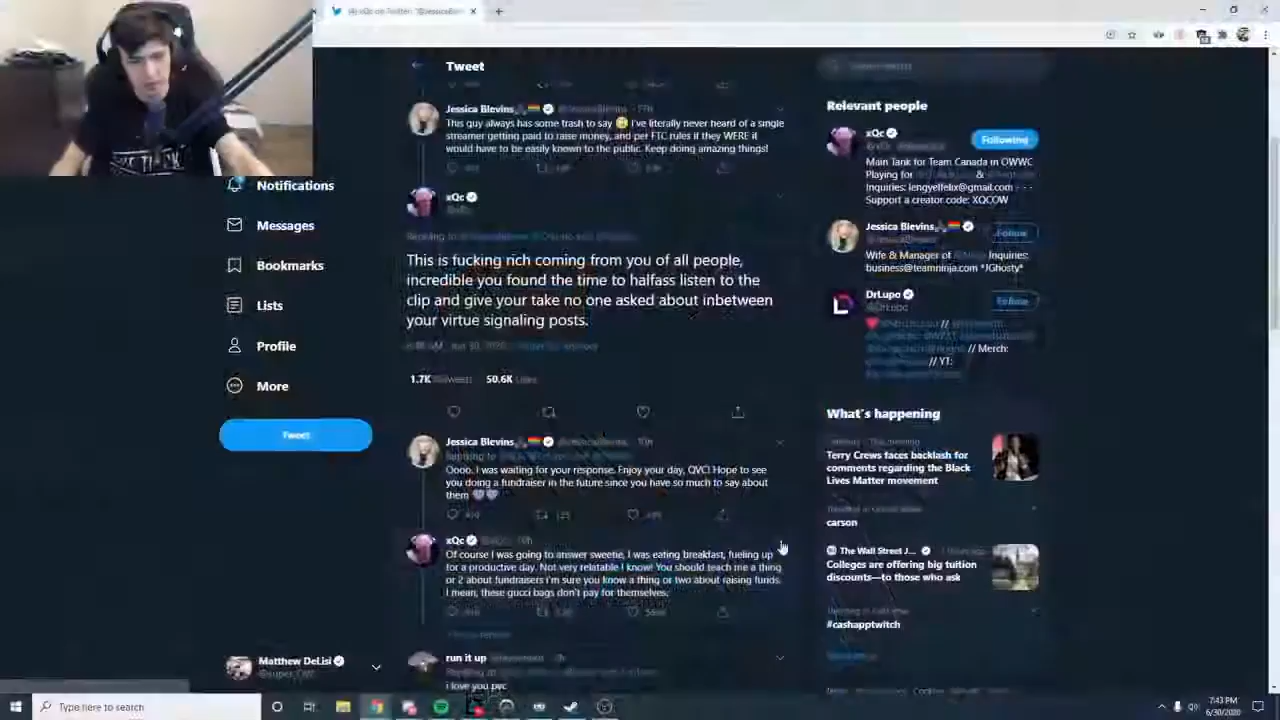 xQc on Twitter: "@JessicaBlev
Tweet
Jessica Blevins
This guy always has some trash to say I've literally never heard of a single
streamer getting paid to raise money, and per FTC rules if they WERE it
would have to be easily known to the public. Keep doing amazing things!
xQc
This is fucking rich coming from you of all people,
incredible you found the time to halfass listen to the
clip and give your take no one asked about inbetween
your virtue signaling posts.
1.7K Retweets 50.6K Likes
Jessica Blevins
Oooo. I was waiting for your response. Enjoy your day, QVC! Hope to see
you doing a fundraiser in the future since you have so much to say about
them
xQc
Of course I was going to answer sweetie, I was eating breakfast, fueling up
for a productive day. Not very relatable I know! You should teach me a thing
or 2 about fundraisers i'm sure you know a thing or two about raising funds.
I mean, these gucci bags don't pay for themselves.
run it up
i love you pvc
Notifications
Messages
Bookmarks
Lists
Profile
More
Tweet
Matthew DeLisi
Relevant people
xQc
Following
Main Tank for Team Canada in OWWC
Playing for
Inquiries: lengyelfelix@gmail.com - - -
Support a creator code: XQCOW
Jessica Blevins
Follow
Wife & Manager of Inquiries:
business@teamninja.com *JGhosty*
DrLupo
Follow
@DrLupo
// Merch:
// YT:
What's happening
Terry Crews faces backlash for
comments regarding the Black
Lives Matter movement
carson
The Wall Street J...
Colleges are offering big tuition
discounts—to those who ask
#cashapptwitch
Type here to search
7:43 PM
6/30/2020